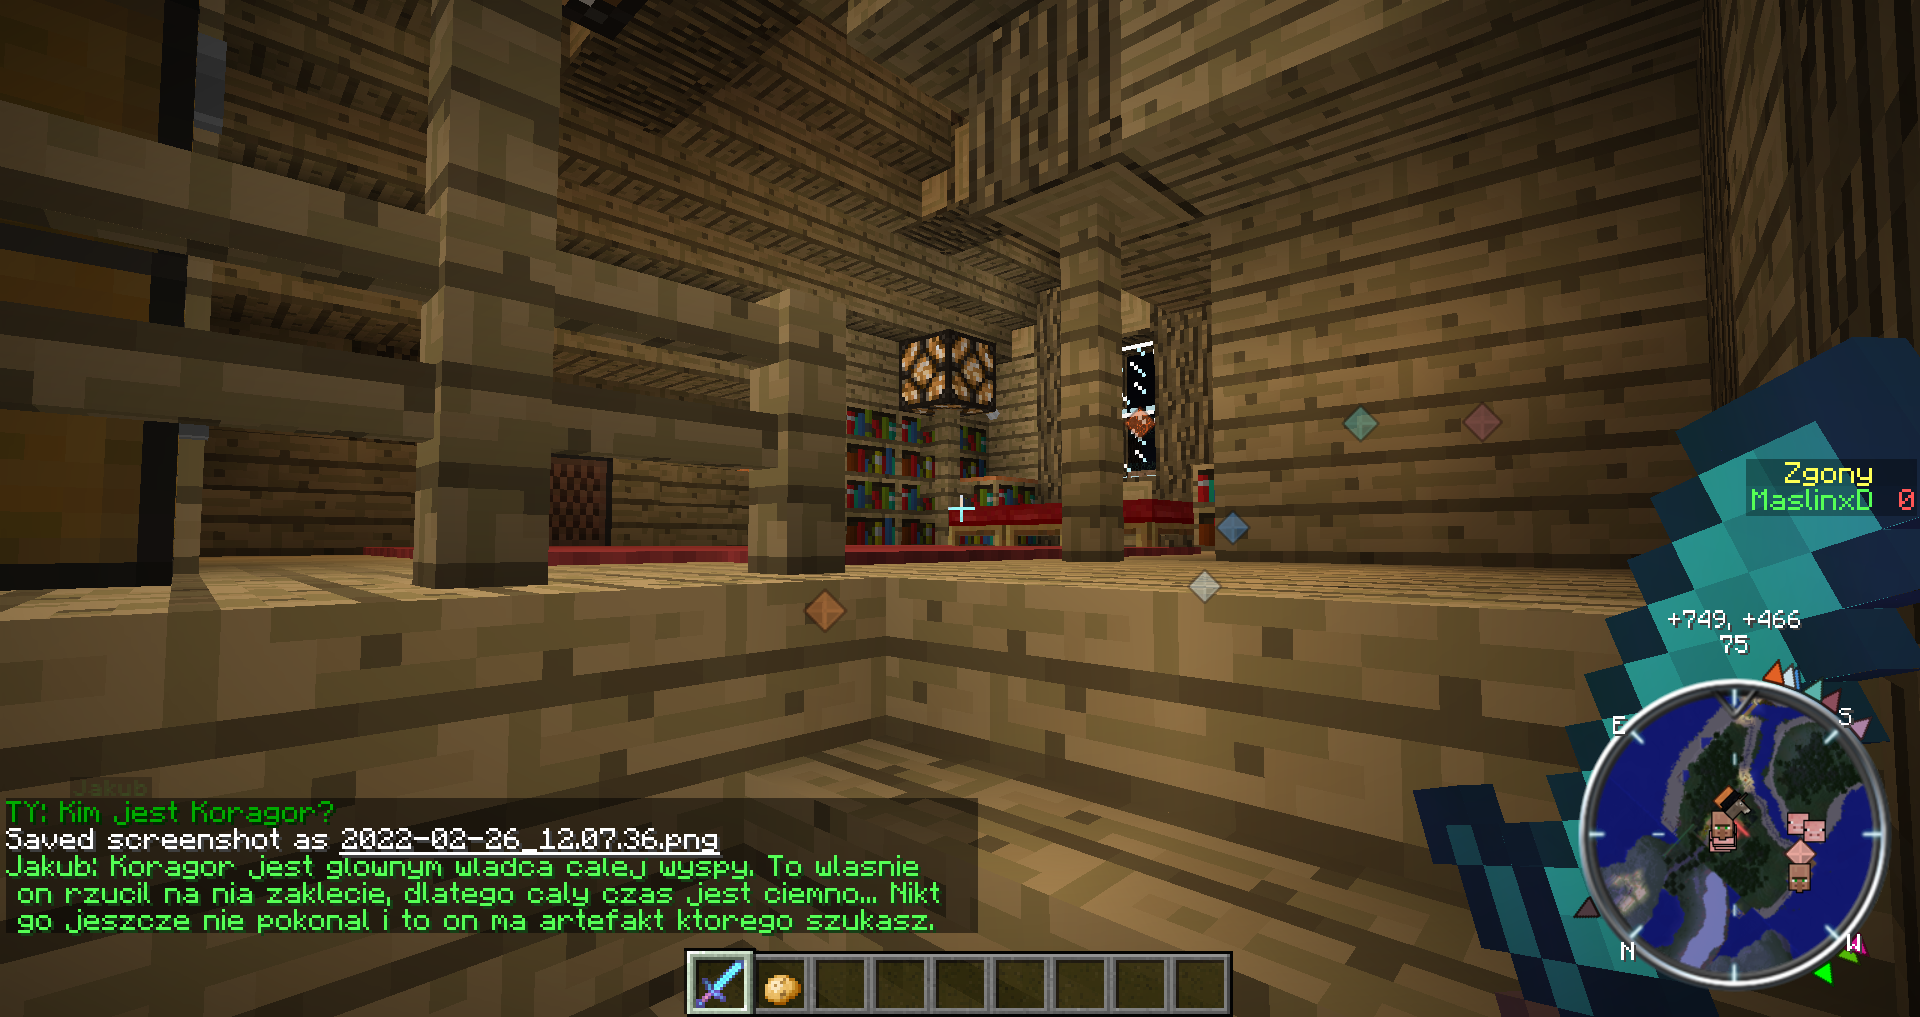 Zgony
MaslinxD 0
+749, +466
75
E
S
N
W
Jakub
TY: Kim jest Koragor?
Saved screenshot as 2022-02-26_12.07.36.png
Jakub: Koragor jest glownym wladca calej wyspy. To wlasnie
on rzucil na nia zaklecie, dlatego caly czas jest ciemno... Nikt
go jeszcze nie pokonal i to on ma artefakt ktorego szukasz.